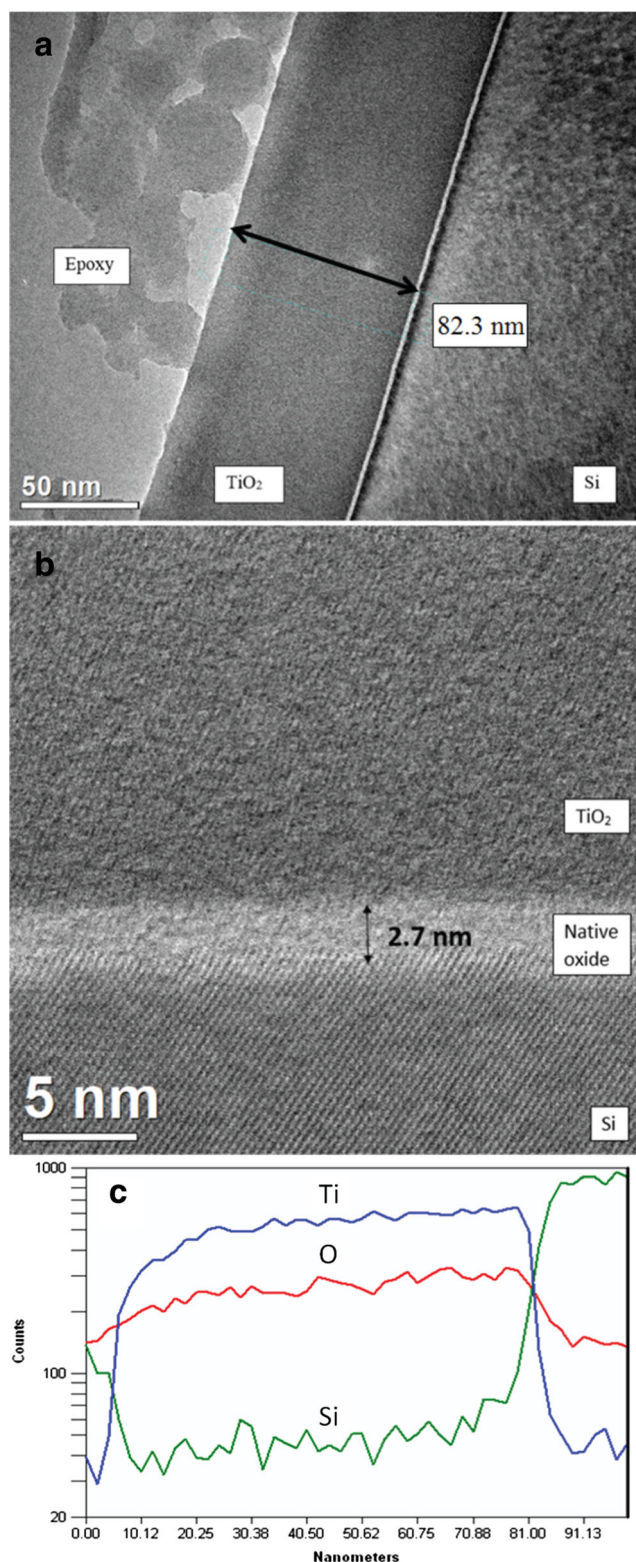 a
Epoxy
82.3 nm
50 nm
TiO₂
Si
b
TiO₂
2.7 nm
Native
oxide
5 nm
Si
c
1000
Ti
O
Counts
100
Si
20
0.00 10.12 20.25 30.38 40.50 50.62 60.75 70.88 81.00 91.13
Nanometers